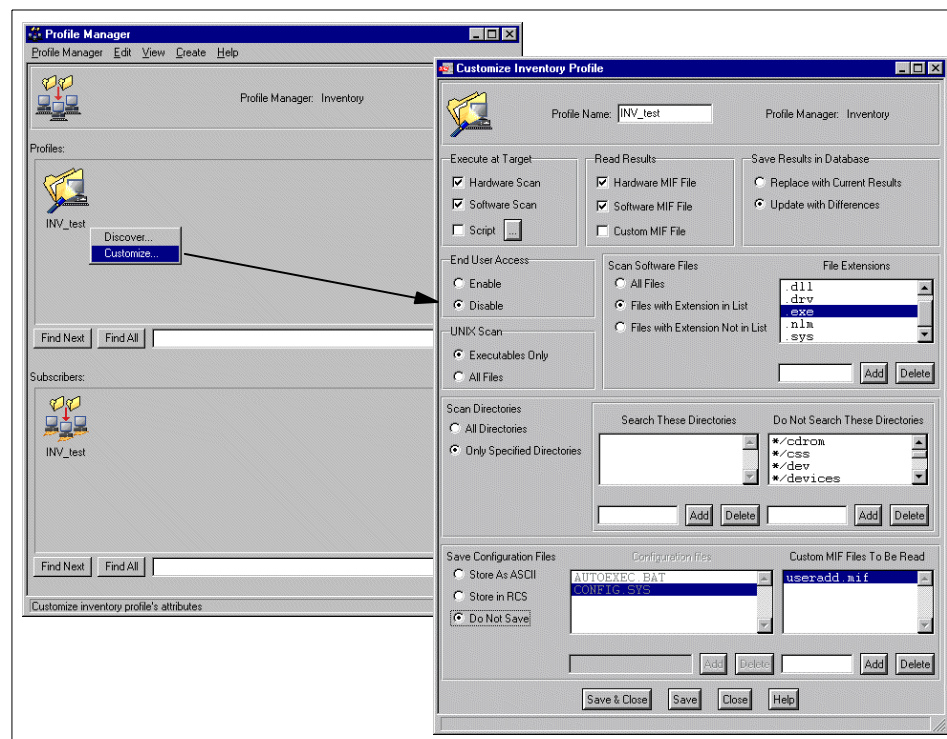 Profile Manager
Profile Manager Edit View Create Help
Profile Manager: Inventory
Profiles:
INV_test
Discover...
Customize...
Find Next Find All
Subscribers:
INV_test
Find Next Find All
Customize inventory profile's attributes
Customize Inventory Profile
Profile Name: INV_test Profile Manager: Inventory
Execute at Target
Hardware Scan
Software Scan
Script ...
Read Results
Hardware MIF File
Software MIF File
Custom MIF File
Save Results in Database
Replace with Current Results
Update with Differences
End User Access
Enable
Disable
UNIX Scan
Executables Only
All Files
Scan Software Files
All Files
Files with Extension in List
Files with Extension Not in List
File Extensions
.dll
.drv
.exe
.nlm
.sys
Add Delete
Scan Directories
All Directories
Only Specified Directories
Search These Directories
Add Delete
Do Not Search These Directories
*/cdrom
*/css
*/dev
*/devices
Add Delete
Save Configuration Files
Store As ASCII
Store in RCS
Do Not Save
Configuration files
AUTOEXEC.BAT
CONFIG.SYS
Add Delete
Custom MIF Files To Be Read
useradd.mif
Add Delete
Save & Close Save Close Help